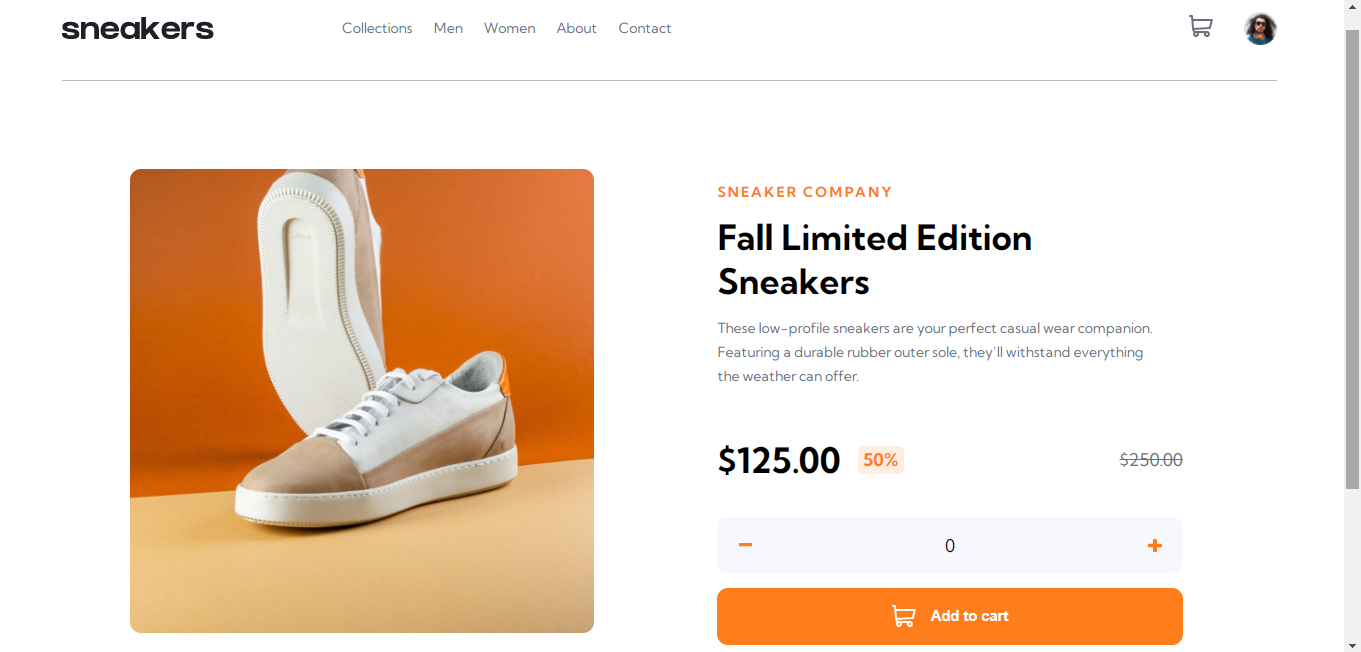 sneakers
Collections Men Women About Contact
SNEAKER COMPANY
Fall Limited Edition
Sneakers
These low-profile sneakers are your perfect casual wear companion.
Featuring a durable rubber outer sole, they'll withstand everything
the weather can offer.
$125.00 50% $250.00
0
Add to cart